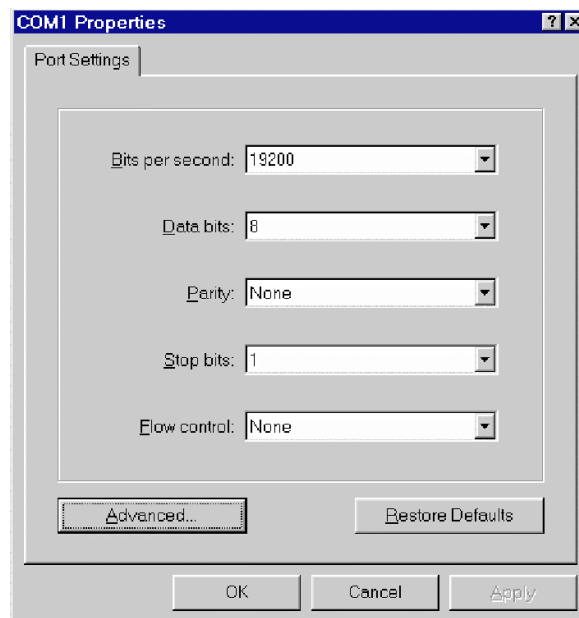 COM1 Properties
Port Settings
Bits per second: 19200
Data bits: 8
Parity: None
Stop bits: 1
Flow control: None
Advanced... Restore Defaults
OK Cancel Apply